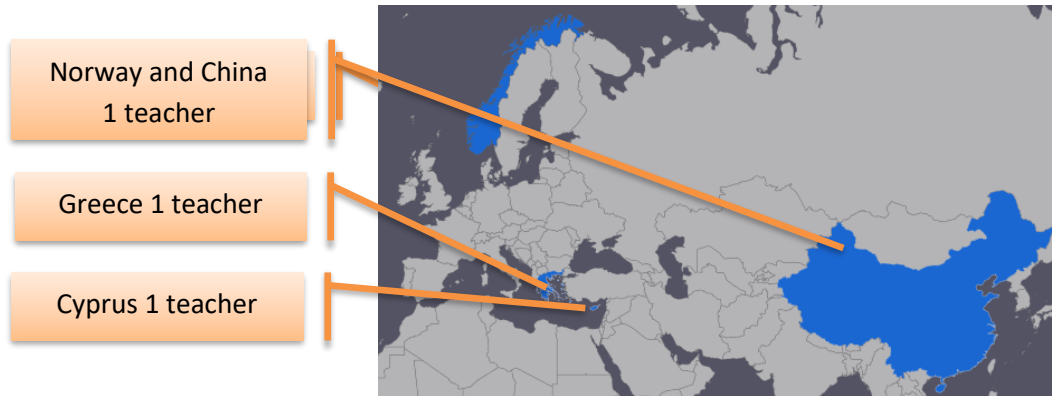 Norway and China
1 teacher
Greece 1 teacher
Cyprus 1 teacher